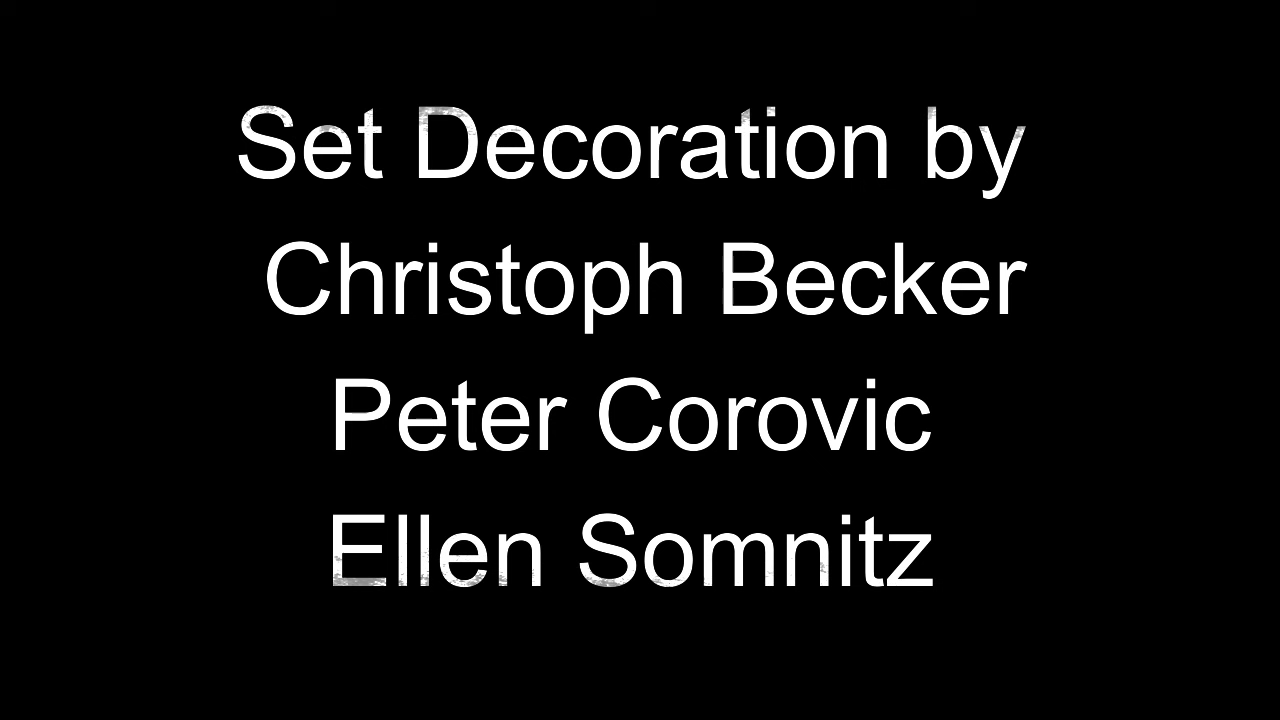 Set Decoration by
Christoph Becker
Peter Corovic
Ellen Somnitz